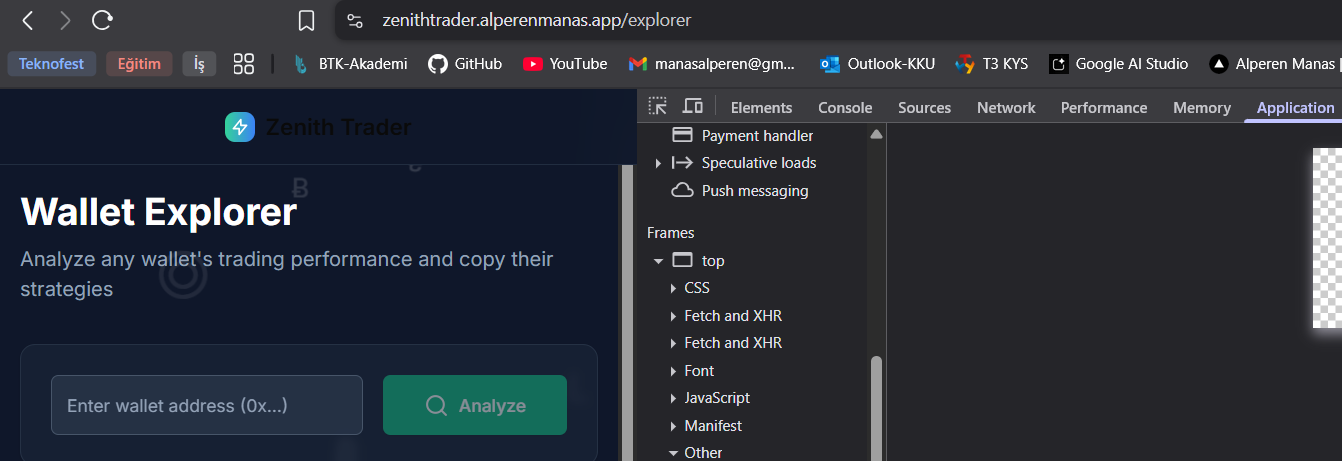 zenithtrader.alperenmanas.app/explorer
Teknofest Eğitim İş BTK-Akademi GitHub YouTube manasalperen@gm... Outlook-KKU T3 KYS Google AI Studio Alperen Manas |
Zenith Trader
Wallet Explorer
Analyze any wallet's trading performance and copy their
strategies
Enter wallet address (0x...)
Analyze
Elements Console Sources Network Performance Memory Application
Payment handler
Speculative loads
Push messaging
Frames
top
CSS
Fetch and XHR
Fetch and XHR
Font
JavaScript
Manifest
Other